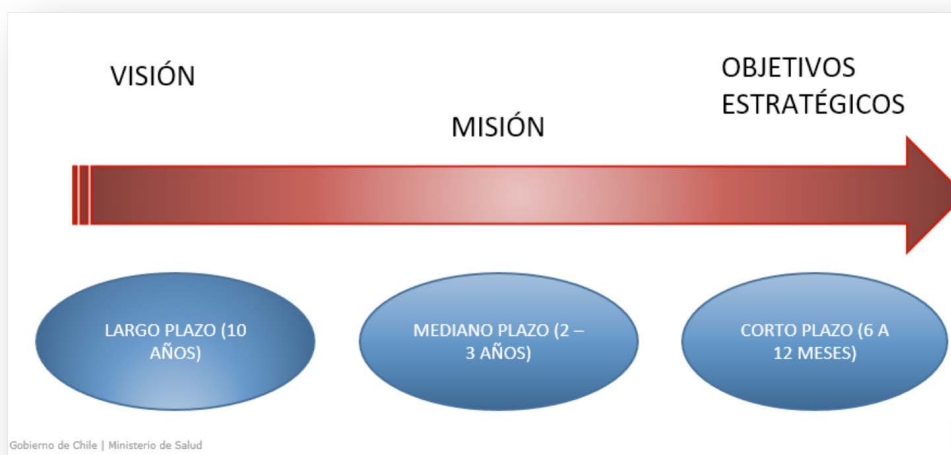 VISIÓN
MISIÓN
OBJETIVOS
ESTRATÉGICOS
LARGO PLAZO (10
AÑOS)
MEDIANO PLAZO (2 –
3 AÑOS)
CORTO PLAZO (6 A
12 MESES)
Gobierno de Chile | Ministerio de Salud